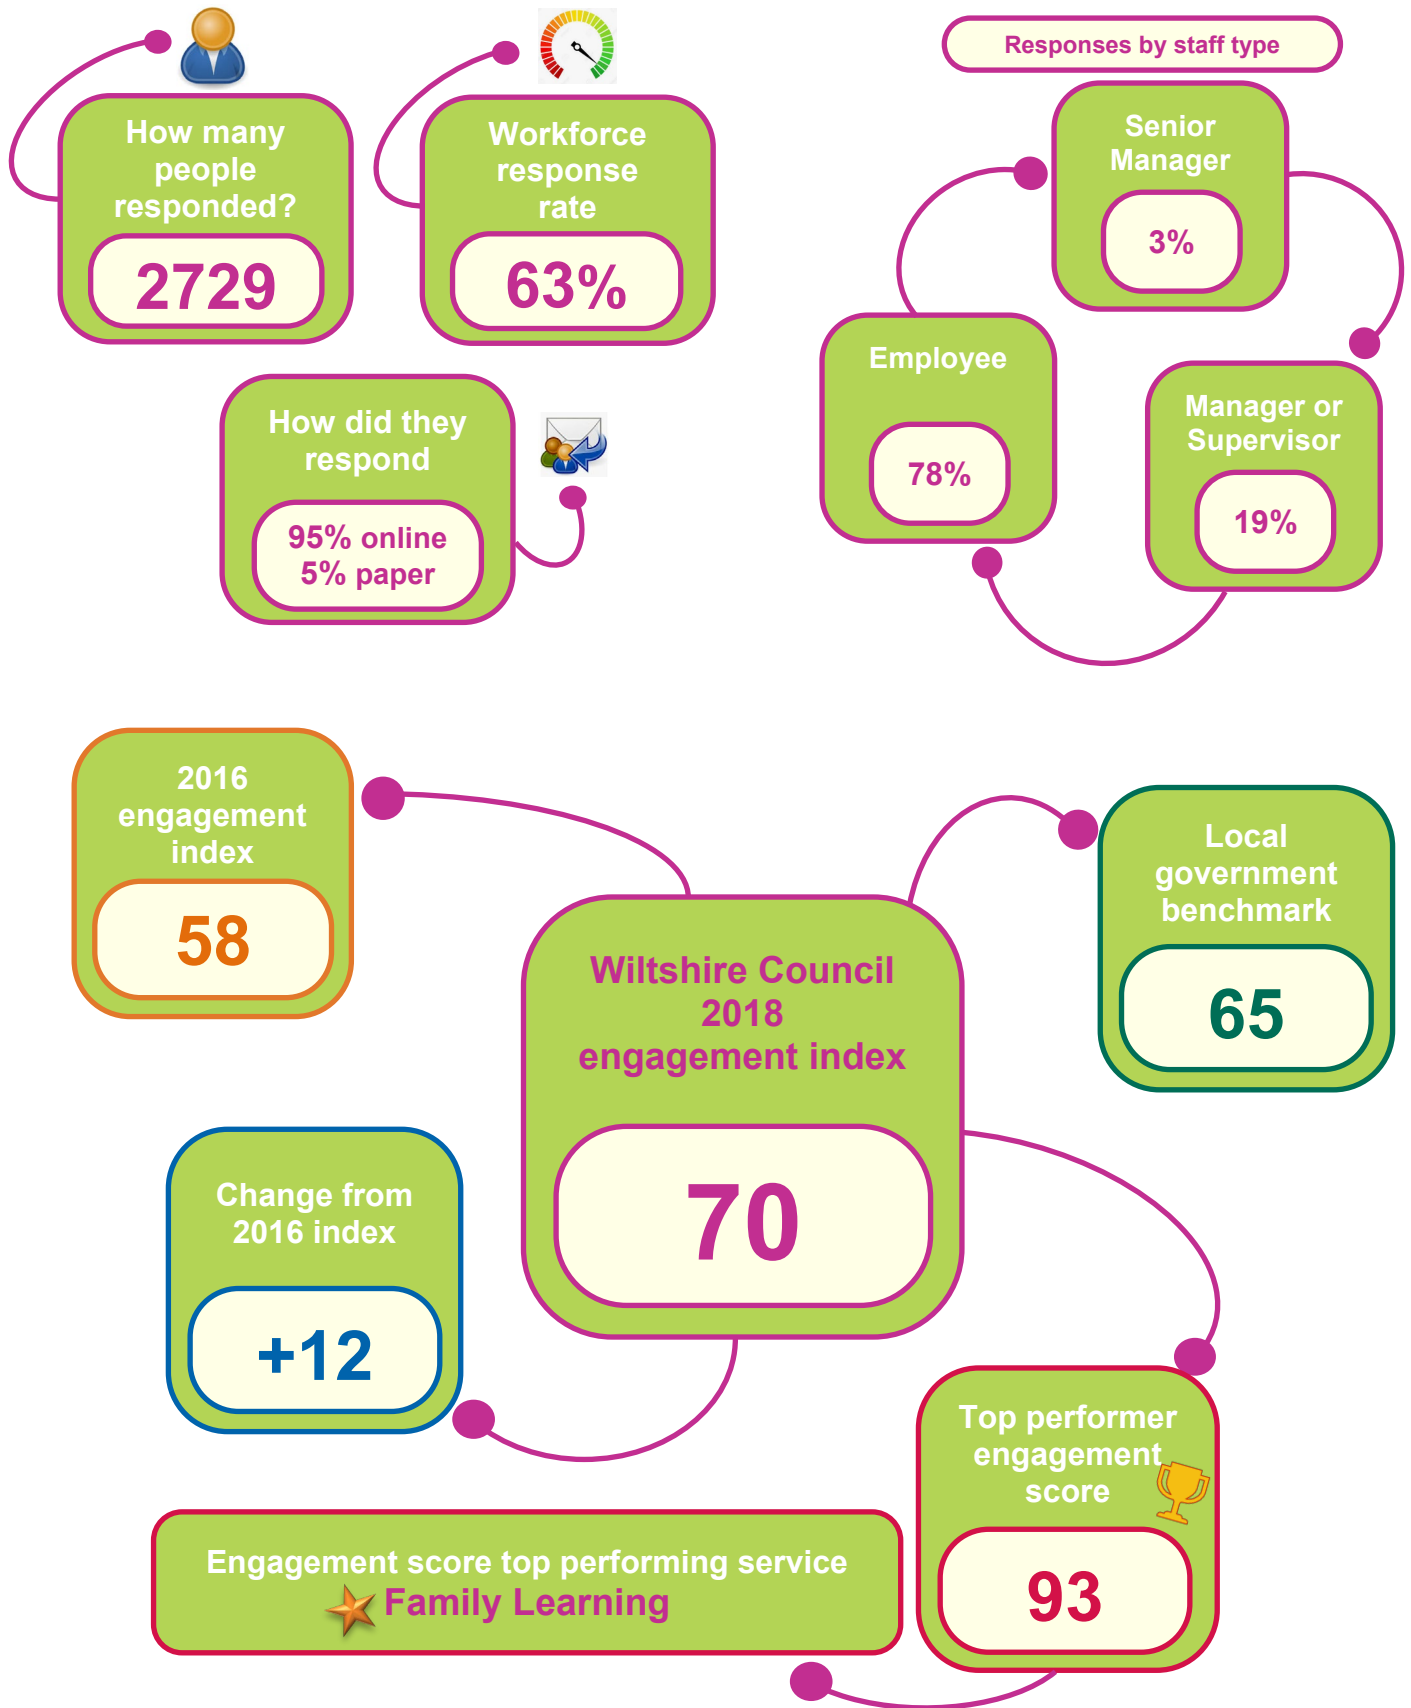 How many
people
responded?
2729
Workforce
response
rate
63%
How did they
respond
95% online
5% paper
Responses by staff type
Senior
Manager
3%
Employee
78%
Manager or
Supervisor
19%
2016
engagement
index
58
Wiltshire Council
2018
engagement index
70
Local
government
benchmark
65
Change from
2016 index
+12
Top performer
engagement
score
93
Engagement score top performing service
Family Learning